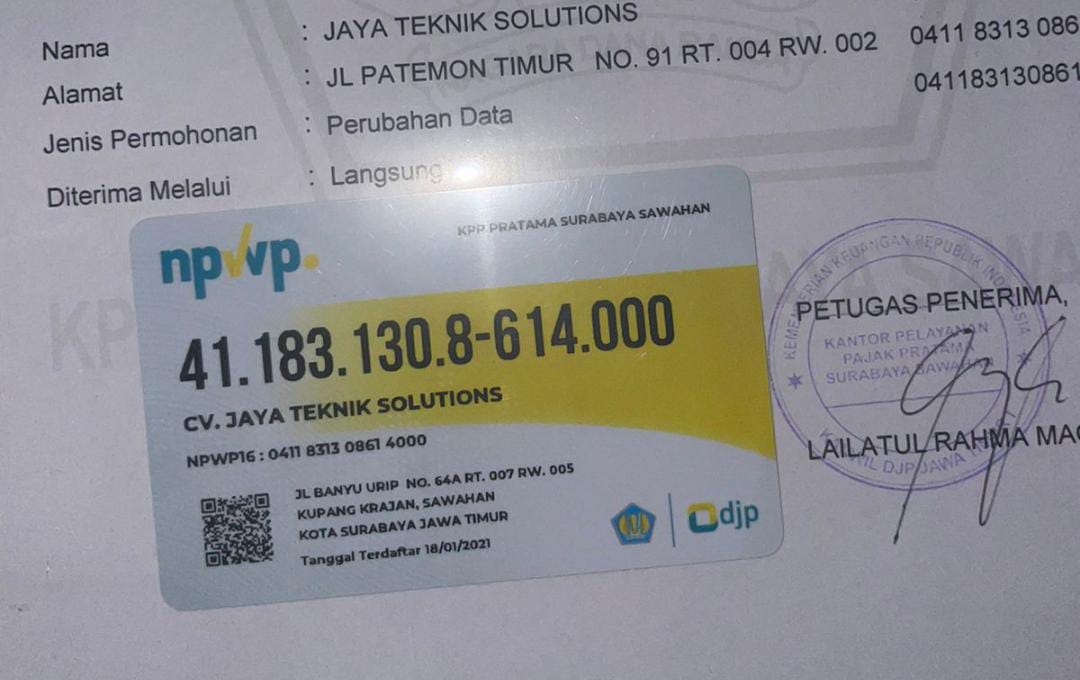 Nama : JAYA TEKNIK SOLUTIONS
Alamat : JL PATEMON TIMUR NO. 91 RT. 004 RW. 002 0411 8313 086
041183130861
Jenis Permohonan : Perubahan Data
Diterima Melalui : Langsung
npwp.
KPP PRATAMA SURABAYA SAWAHAN
41.183.130.8-614.000
CV. JAYA TEKNIK SOLUTIONS
NPWP16 : 0411 8313 0861 4000
JL BANYU URIP NO. 64A RT. 007 RW. 005
KUPANG KRAJAN, SAWAHAN
KOTA SURABAYA JAWA TIMUR
Tanggal Terdaftar 18/01/2021
djp
PETUGAS PENERIMA,
KEMENTERIAN KEUANGAN REPUBLIK INDONESIA
KANTOR PELAYANAN
PAJAK PRATAMA
SURABAYA SAWAHAN
LAILATUL RAHMA MA
DJP JAWA